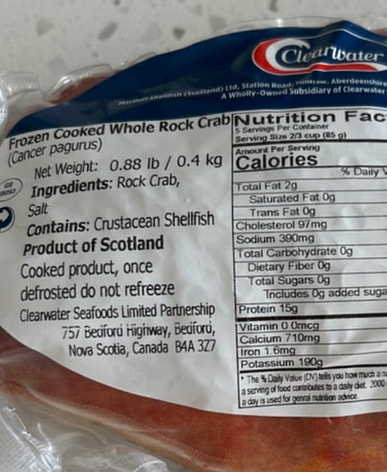 Clearwater
(Scotland) Ltd, Station Road, Aberdeenshire
A Wholly-Owned Subsidiary of Clearwater
Frozen Cooked Whole Rock Crab
(Cancer pagurus)
Net Weight: 0.88 lb / 0.4 kg
Ingredients: Rock Crab,
Salt
Contains: Crustacean Shellfish
Product of Scotland
Cooked product, once
defrosted do not refreeze
Clearwater Seafoods Limited Partnership
757 Bedford Highway, Bedford,
Nova Scotia, Canada B4A 3Z7
GB
Nutrition Fac
5 Servings Per Container
Serving Size 2/3 cup (85 g)
Amount Per Serving
Calories
% Daily V
Total Fat 2g
Saturated Fat 0g
Trans Fat 0g
Cholesterol 97mg
Sodium 390mg
Total Carbohydrate 0g
Dietary Fiber 0g
Total Sugars 0g
Includes 0g added suga
Protein 15g
Vitamin D 0mcg
Calcium 710mg
Iron 1.6mg
Potassium 190g
* The % Daily Value (DV) tells you how much a nu
a serving of food contributes to a daily diet. 2000
a day is used for genral nutrition advice